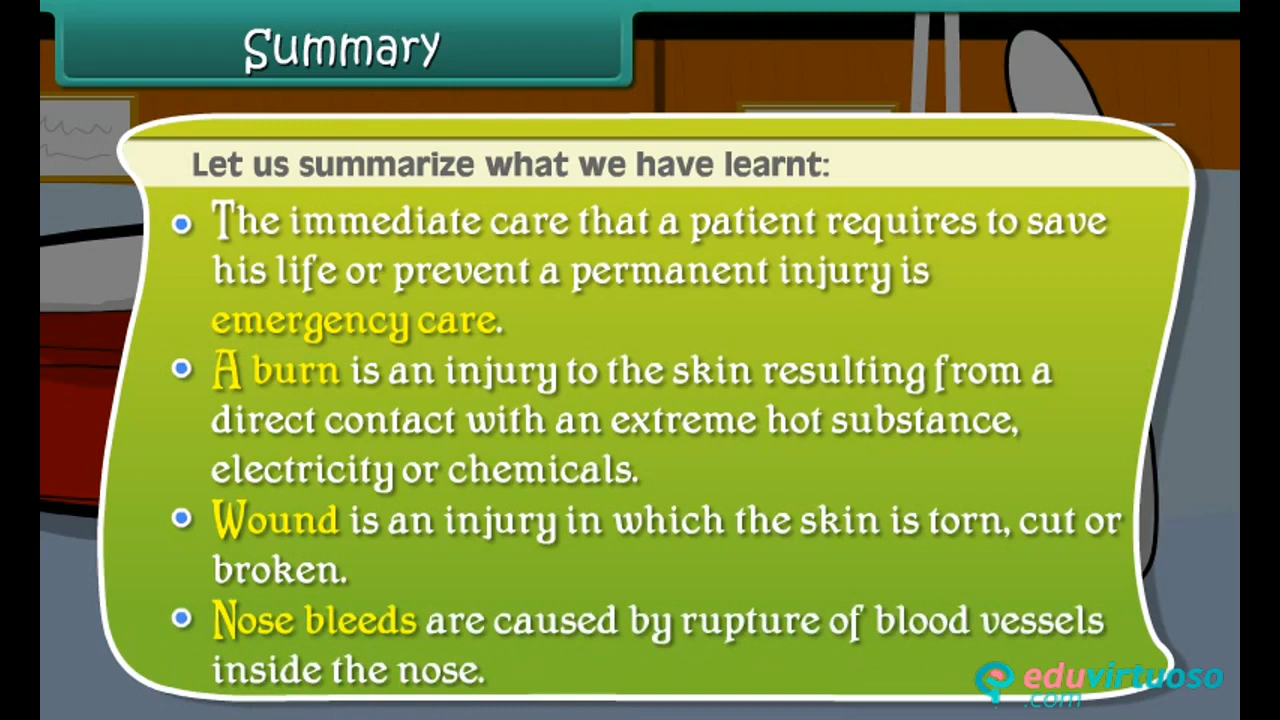 Summary
Let us summarize what we have learnt:
The immediate care that a patient requires to save
his life or prevent a permanent injury is
emergency care.
A burn is an injury to the skin resulting from a
direct contact with an extreme hot substance,
electricity or chemicals.
Wound is an injury in which the skin is torn, cut or
broken.
Nose bleeds are caused by rupture of blood vessels
inside the nose.
eduvirtuoso
.com